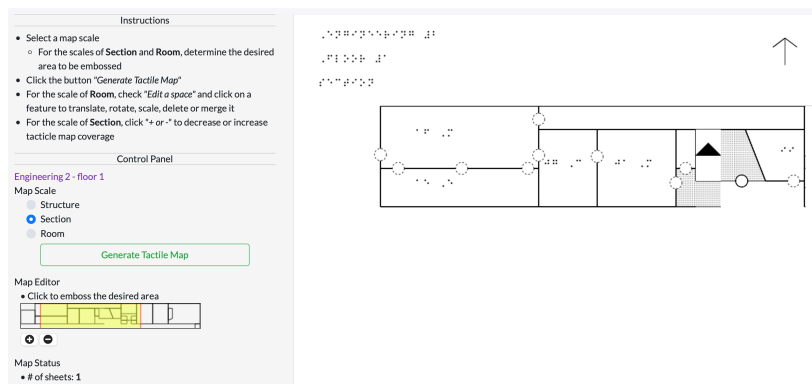 Instructions
• Select a map scale
○ For the scales of Section and Room, determine the desired
area to be embossed
• Click the button "Generate Tactile Map"
• For the scale of Room, check "Edit a space" and click on a
feature to translate, rotate, scale, delete or merge it
• For the scale of Section, click "+ or -" to decrease or increase
tacticle map coverage
Control Panel
Engineering 2 - floor 1
Map Scale
Structure
Section
Room
Generate Tactile Map
Map Editor
• Click to emboss the desired area
Map Status
• # of sheets: 1
⠠⠑⠝⠛⠊⠝⠑⠑⠗⠊⠝⠛ ⠼⠃
⠠⠋⠇⠕⠕⠗ ⠼⠁
⠎⠑⠉⠞⠊⠕⠝